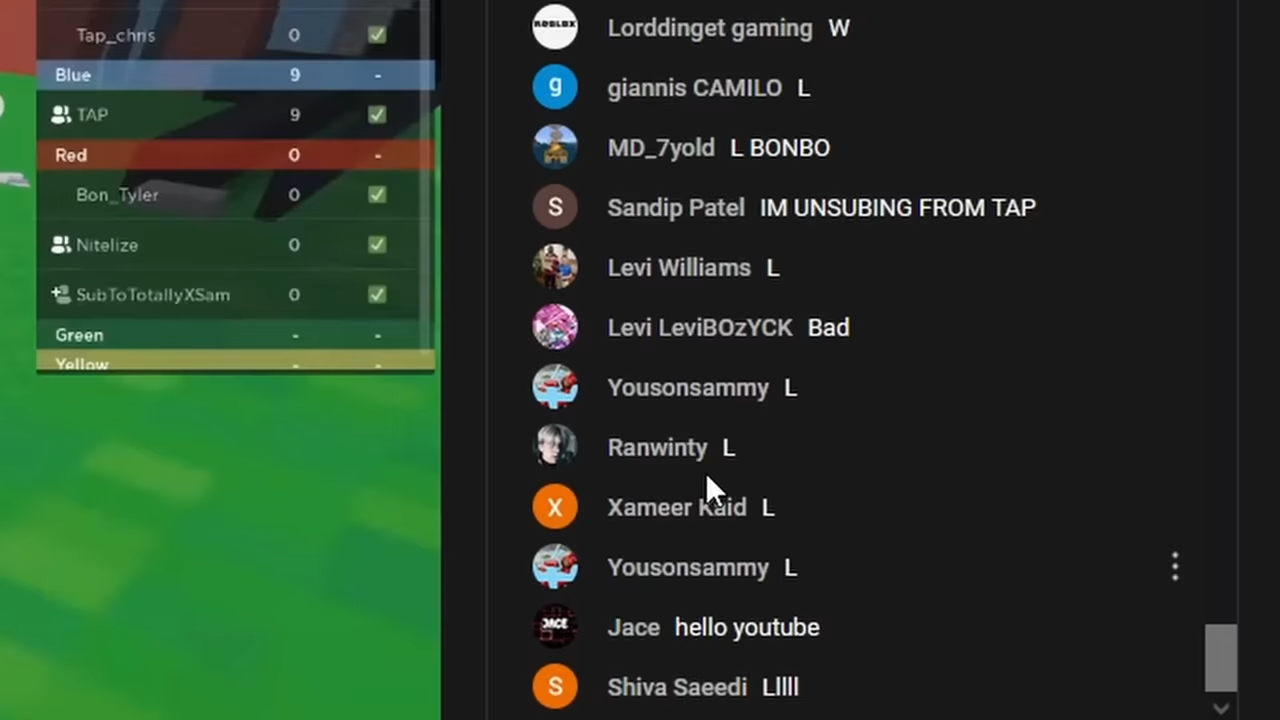 Tap_chris 0
Blue 9 -
TAP 9
Red 0 -
Bon_Tyler 0
Nitelize 0
SubToTotallyXSam 0
Green - -
Yellow - -
ROBLOX
Lorddinget gaming W
g
giannis CAMILO L
MD_7yold L BONBO
S
Sandip Patel IM UNSUBING FROM TAP
Levi Williams L
Levi LeviBOzYCK Bad
Yousonsammy L
Ranwinty L
X
Xameer Kaid L
Yousonsammy L
JACE
Jace hello youtube
S
Shiva Saeedi Lllll